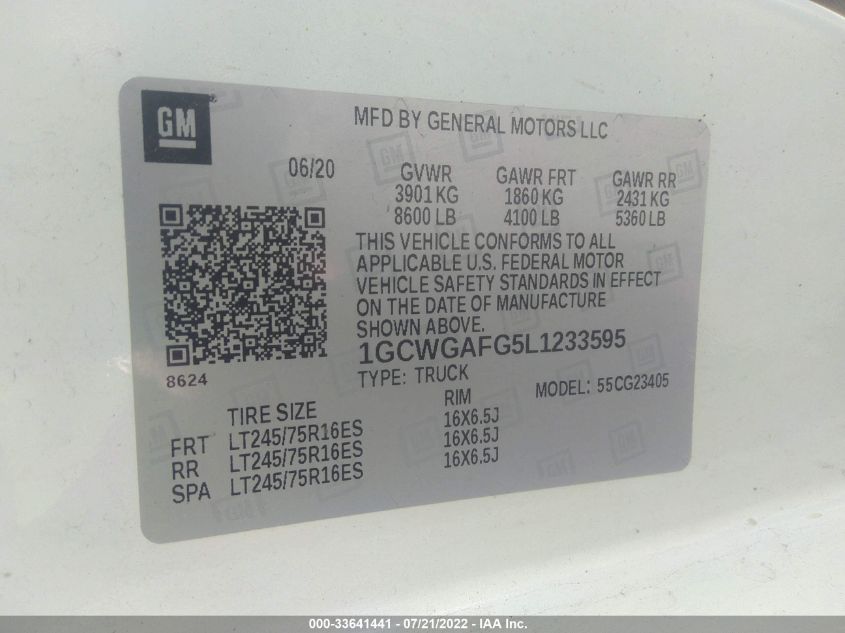 GM
MFD BY GENERAL MOTORS LLC
06/20
GVWR GAWR FRT GAWR RR
3901 KG 1860 KG 2431 KG
8600 LB 4100 LB 5360 LB
THIS VEHICLE CONFORMS TO ALL
APPLICABLE U.S. FEDERAL MOTOR
VEHICLE SAFETY STANDARDS IN EFFECT
ON THE DATE OF MANUFACTURE
SHOWN ABOVE.
1GCWGAFG5L1233595
8624
TYPE: TRUCK MODEL: 55CG23405
TIRE SIZE RIM
FRT LT245/75R16ES 16X6.5J
RR LT245/75R16ES 16X6.5J
SPA LT245/75R16ES 16X6.5J
000-33641441 - 07/21/2022 - IAA Inc.